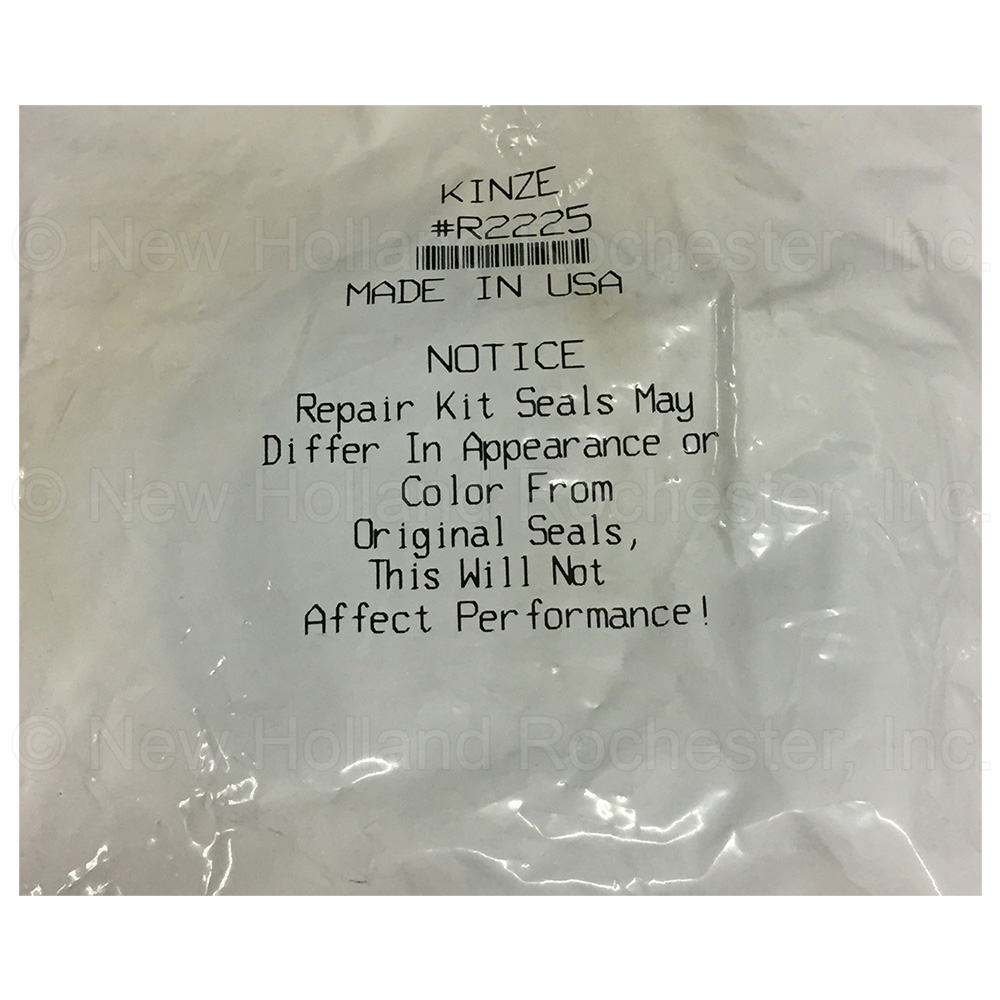 KINZE
#R2225
MADE IN USA
NOTICE
Repair Kit Seals May
Differ In Appearance or
Color From
Original Seals,
This Will Not
Affect Performance!
© New Holland Rochester, Inc.
© New Holland Rochester, Inc.
© New Holland Rochester, Inc.